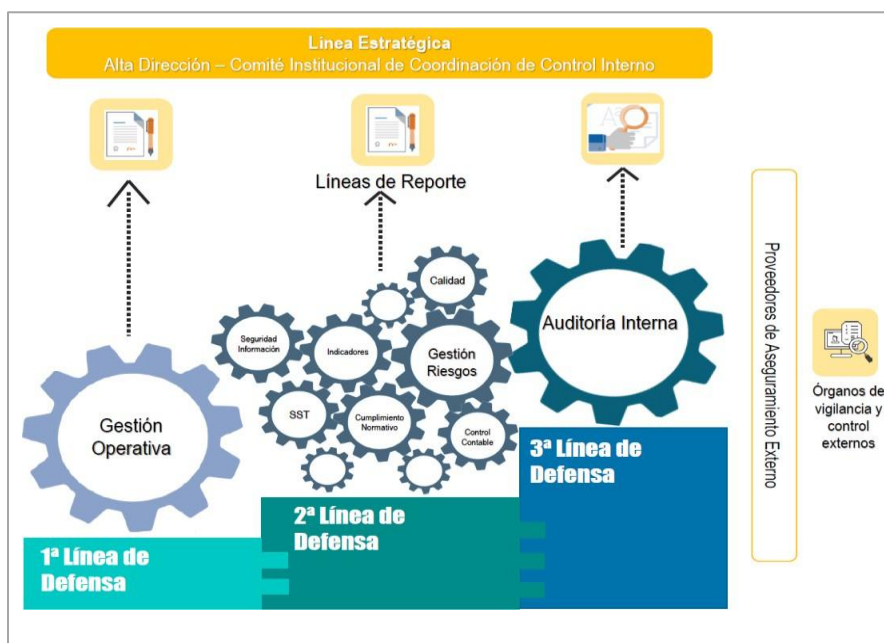 Linea Estratégica
Alta Dirección – Comité Institucional de Coordinación de Control Interno
Líneas de Reporte
Calidad
Seguridad
Información
Indicadores
Gestión
Riesgos
SST
Cumplimiento
Normativo
Control
Contable
Auditoría Interna
Gestión
Operativa
1ª Línea de
Defensa
2ª Línea de
Defensa
3ª Línea de
Defensa
Proveedores de Aseguramiento Externo
Órganos de
vigilancia y
control
externos